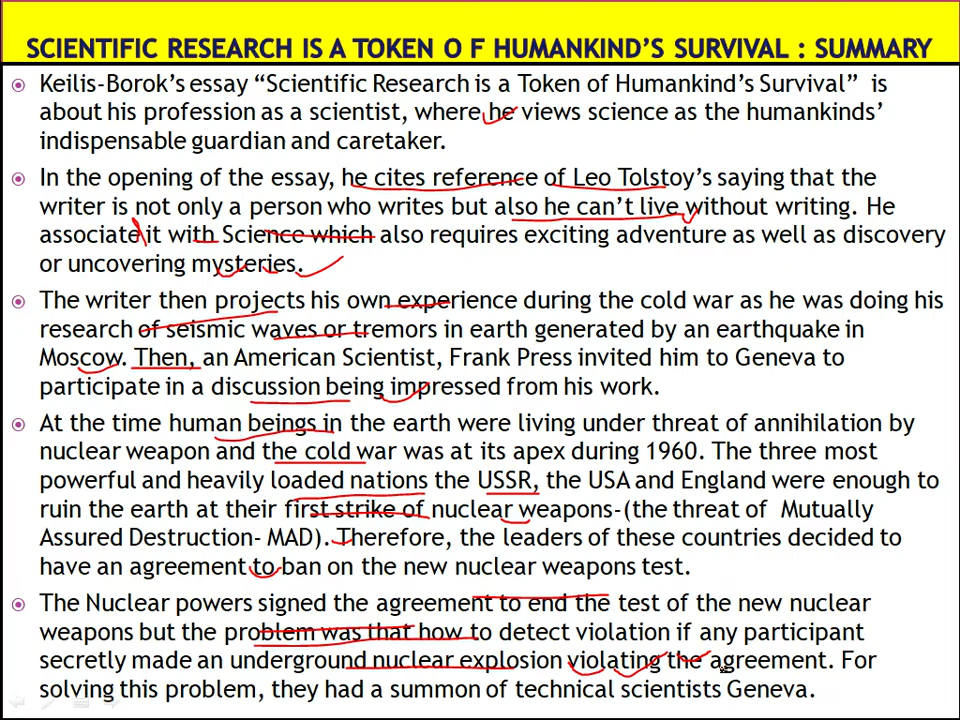 SCIENTIFIC RESEARCH IS A TOKEN O F HUMANKIND'S SURVIVAL : SUMMARY
Keilis-Borok's essay "Scientific Research is a Token of Humankind's Survival" is
about his profession as a scientist, where he views science as the humankinds'
indispensable guardian and caretaker.
In the opening of the essay, he cites reference of Leo Tolstoy's saying that the
writer is not only a person who writes but also he can't live without writing. He
associate it with Science which also requires exciting adventure as well as discovery
or uncovering mysteries.
The writer then projects his own experience during the cold war as he was doing his
research of seismic waves or tremors in earth generated by an earthquake in
Moscow. Then, an American Scientist, Frank Press invited him to Geneva to
participate in a discussion being impressed from his work.
At the time human beings in the earth were living under threat of annihilation by
nuclear weapon and the cold war was at its apex during 1960. The three most
powerful and heavily loaded nations the USSR, the USA and England were enough to
ruin the earth at their first strike of nuclear weapons-(the threat of Mutually
Assured Destruction- MAD). Therefore, the leaders of these countries decided to
have an agreement to ban on the new nuclear weapons test.
The Nuclear powers signed the agreement to end the test of the new nuclear
weapons but the problem was that how to detect violation if any participant
secretly made an underground nuclear explosion violating the agreement. For
solving this problem, they had a summon of technical scientists Geneva.